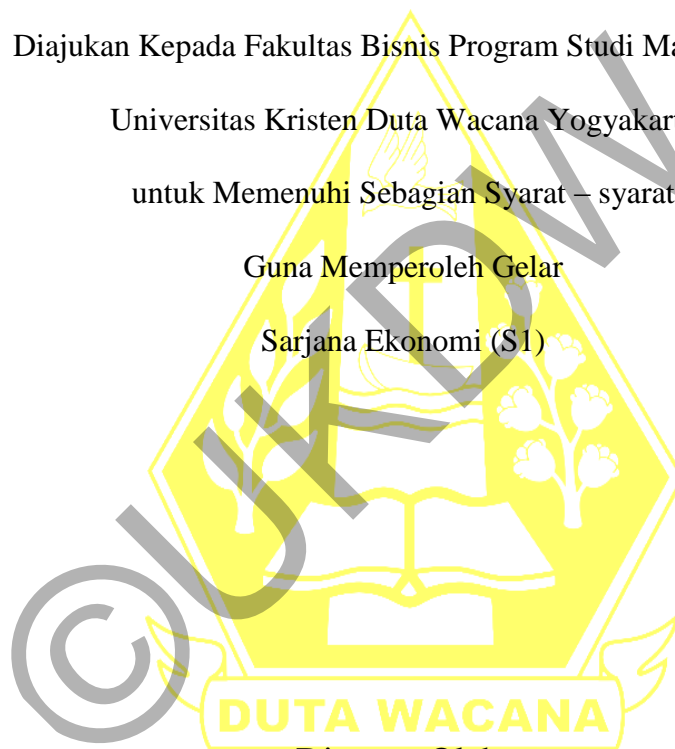 Diajukan Kepada Fakultas Bisnis Program Studi
Universitas Kristen Duta Wacana
untuk Memenuhi Sebagian Syarat – syarat
Guna Memperoleh Gelar
Sarjana Ekonomi (S1)
©UKDW
DUTA WACANA